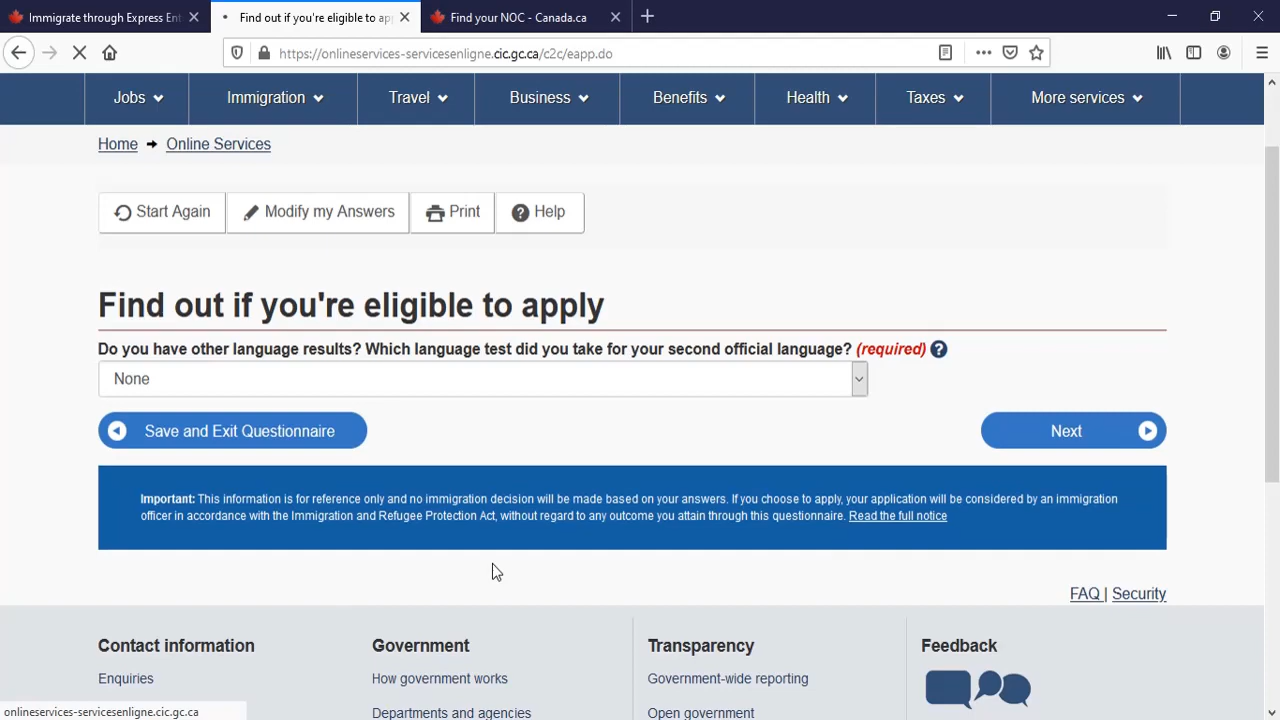 Immigrate through Express Ent
Find out if you're eligible to ap
Find your NOC - Canada.ca
https://onlineservices-servicesenligne.cic.gc.ca/c2c/eapp.do
Jobs
Immigration
Travel
Business
Benefits
Health
Taxes
More services
Home
Online Services
Start Again
Modify my Answers
Print
Help
Find out if you're eligible to apply
Do you have other language results? Which language test did you take for your second official language? (required)
None
Save and Exit Questionnaire
Next
Important: This information is for reference only and no immigration decision will be made based on your answers. If you choose to apply, your application will be considered by an immigration
officer in accordance with the Immigration and Refugee Protection Act, without regard to any outcome you attain through this questionnaire. Read the full notice
FAQ | Security
Contact information
Government
Transparency
Feedback
Enquiries
How government works
Government-wide reporting
Departments and agencies
Open government
onlineservices-servicesenligne.cic.gc.ca